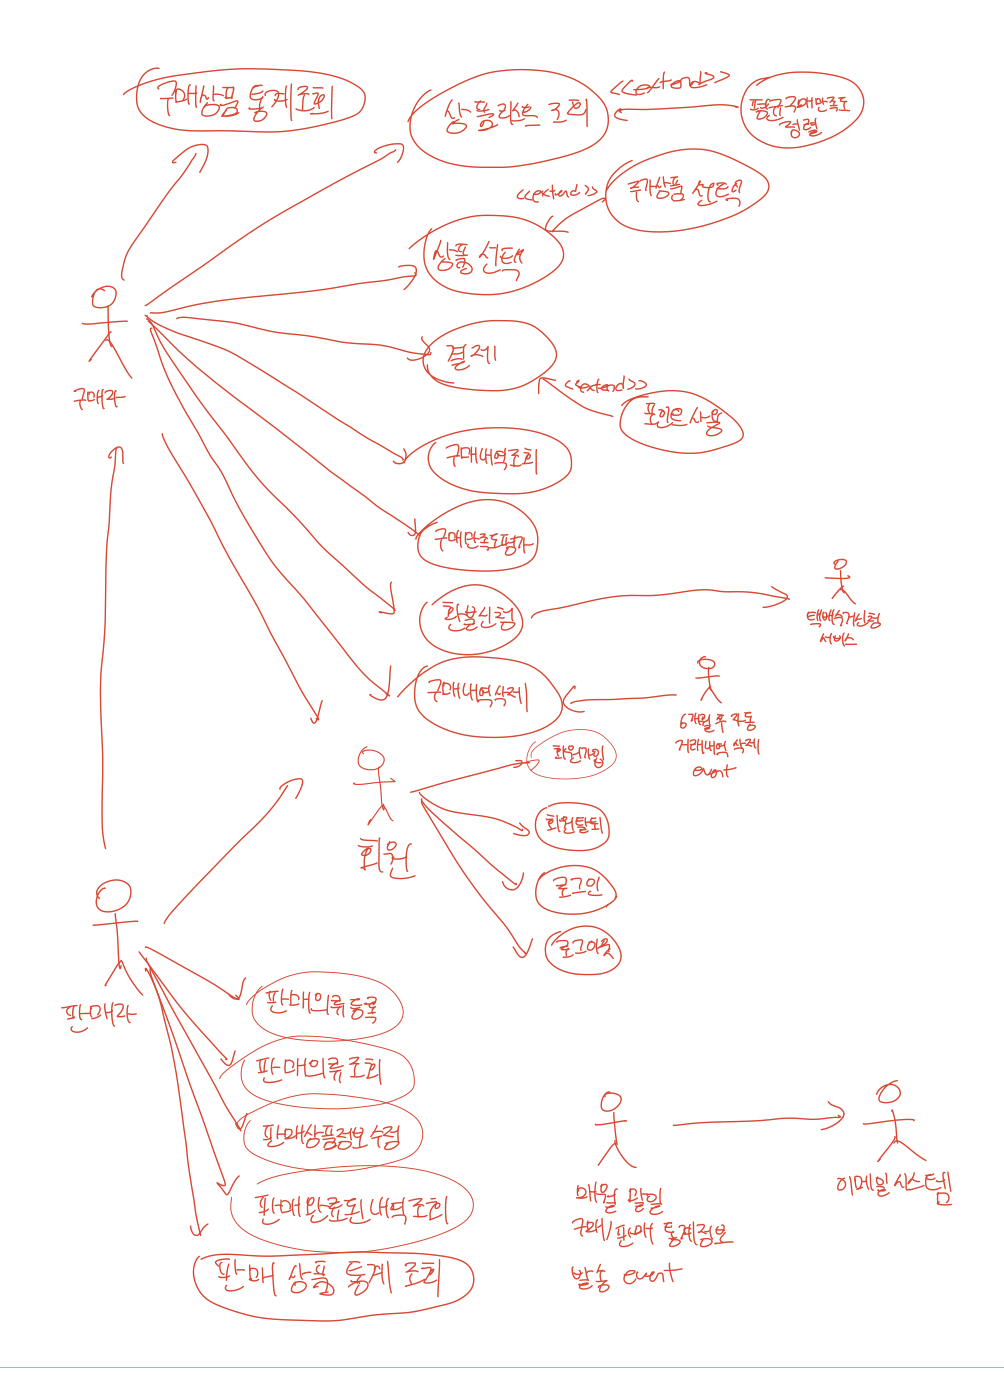 구매상품 통계조회
상품리스트 조회
<<extend>>
평균구매만족도
정렬
<<extend>>
추가상품 선택
상품 선택
구매자
결제
<<extend>>
포인트 사용
구매내역조회
구매만족도평가
환불신청
택배수거신청
서비스
구매내역삭제
6개월 후 자동
거래내역 삭제
event
회원
회원가입
회원탈퇴
로그인
로그아웃
판매자
판매의류 등록
판매의류 조회
판매상품정보 수정
판매 완료된 내역 조회
판매 상품 통계 조회
매월 말일
구매/판매 통계정보
발송 event
이메일 시스템